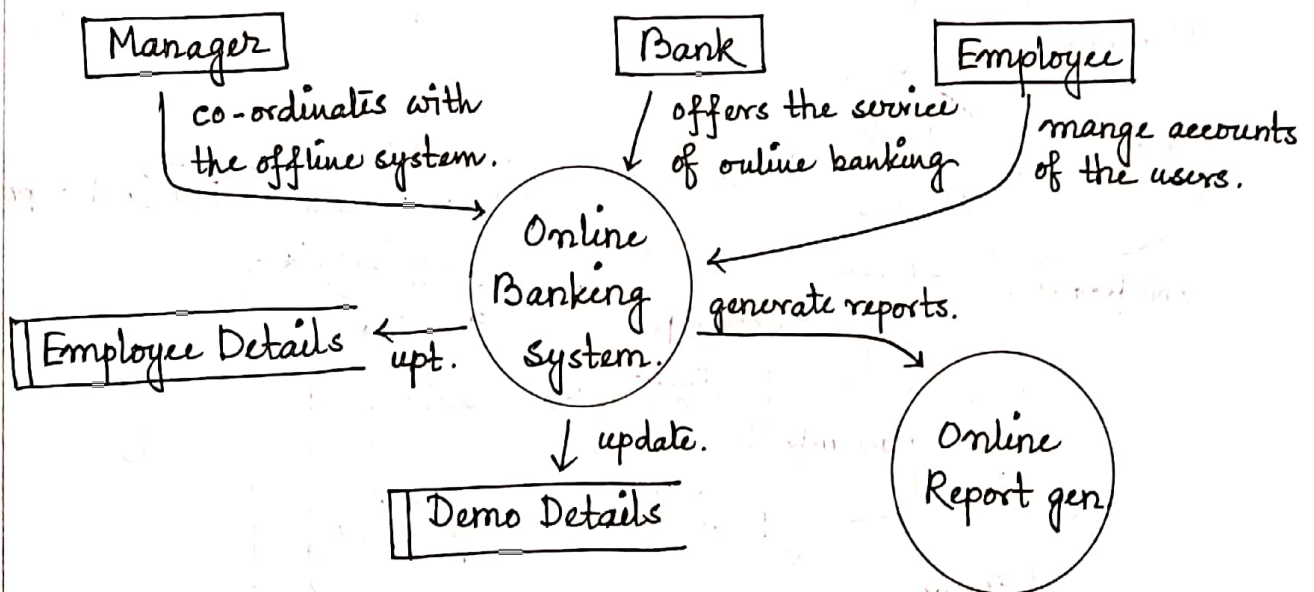 Manager
Bank
Employee
co-ordinates with
the offline system.
offers the service
of online banking
mange accounts
of the users.
Online
Banking
System.
generate reports.
Employee Details
upt.
update.
Demo Details
Online
Report gen